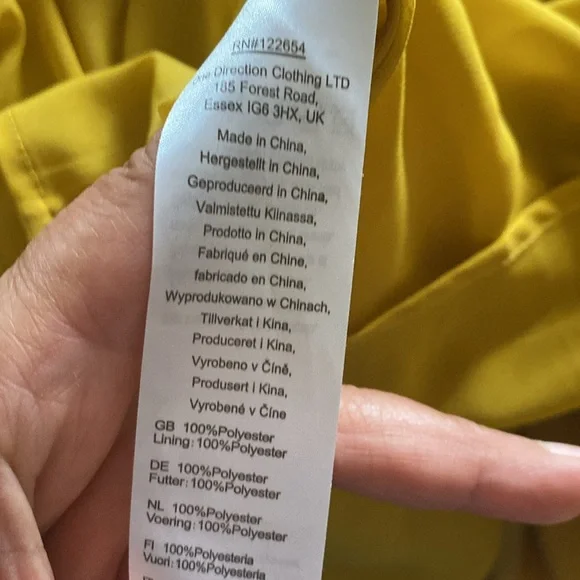 RN#122654
One Direction Clothing LTD
185 Forest Road,
Essex IG6 3HX, UK
Made in China,
Hergestellt in China,
Geproduceerd in China,
Valmistettu Kiinassa,
Prodotto in China,
Fabriqué en Chine,
fabricado en China,
Wyprodukowano w Chinach,
Tillverkat i Kina,
Produceret i Kina,
Vyrobeno v Číně,
Produsert i Kina,
Vyrobené v Číne
GB 100%Polyester
Lining:100%Polyester
DE 100%Polyester
Futter:100%Polyester
NL 100%Polyester
Voering:100%Polyester
FI 100%Polyesteria
Vuori:100%Polyesteria